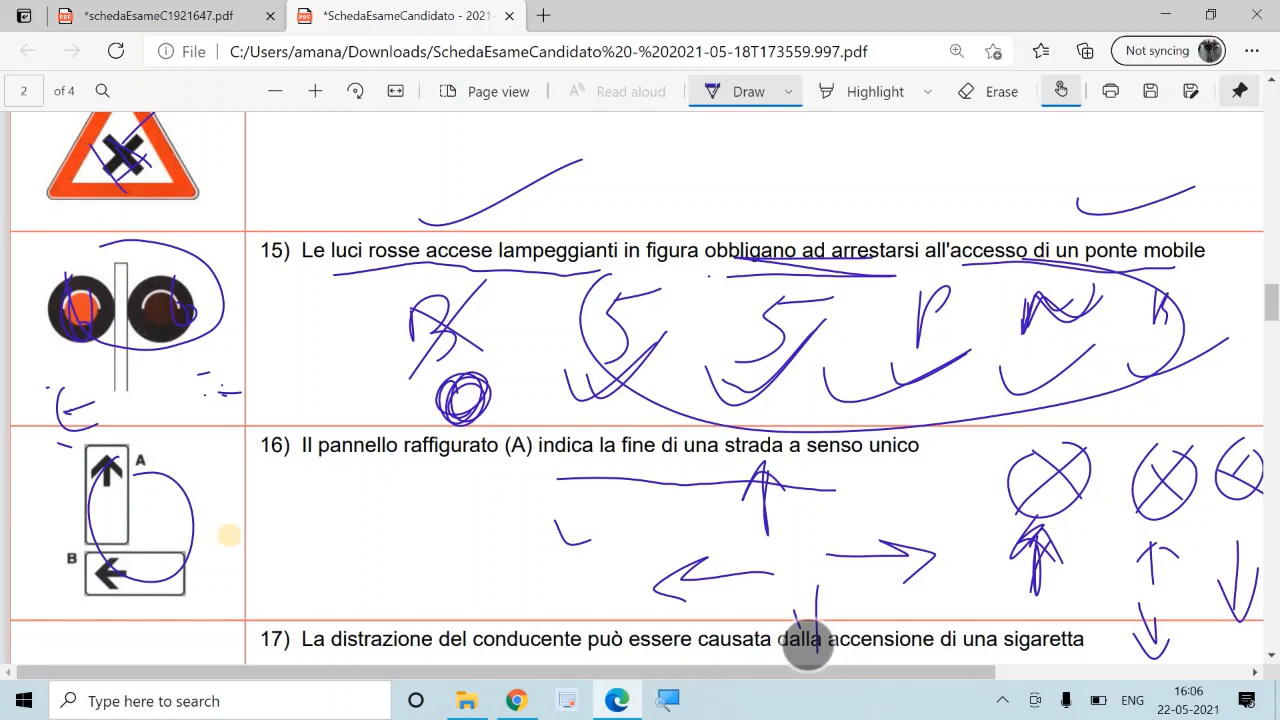 *schedaEsameC1921647.pdf
*SchedaEsameCandidato - 2021-
File
C:/Users/amana/Downloads/SchedaEsameCandidato%20-%202021-05-18T173559.997.pdf
Not syncing
2 of 4
Page view
Read aloud
Draw
Highlight
Erase
15) Le luci rosse accese lampeggianti in figura obbligano ad arrestarsi all'accesso di un ponte mobile
5 5 P
16) Il pannello raffigurato (A) indica la fine di una strada a senso unico
A
B
17) La distrazione del conducente può essere causata dalla accensione di una sigaretta
Type here to search
ENG
16:06
22-05-2021